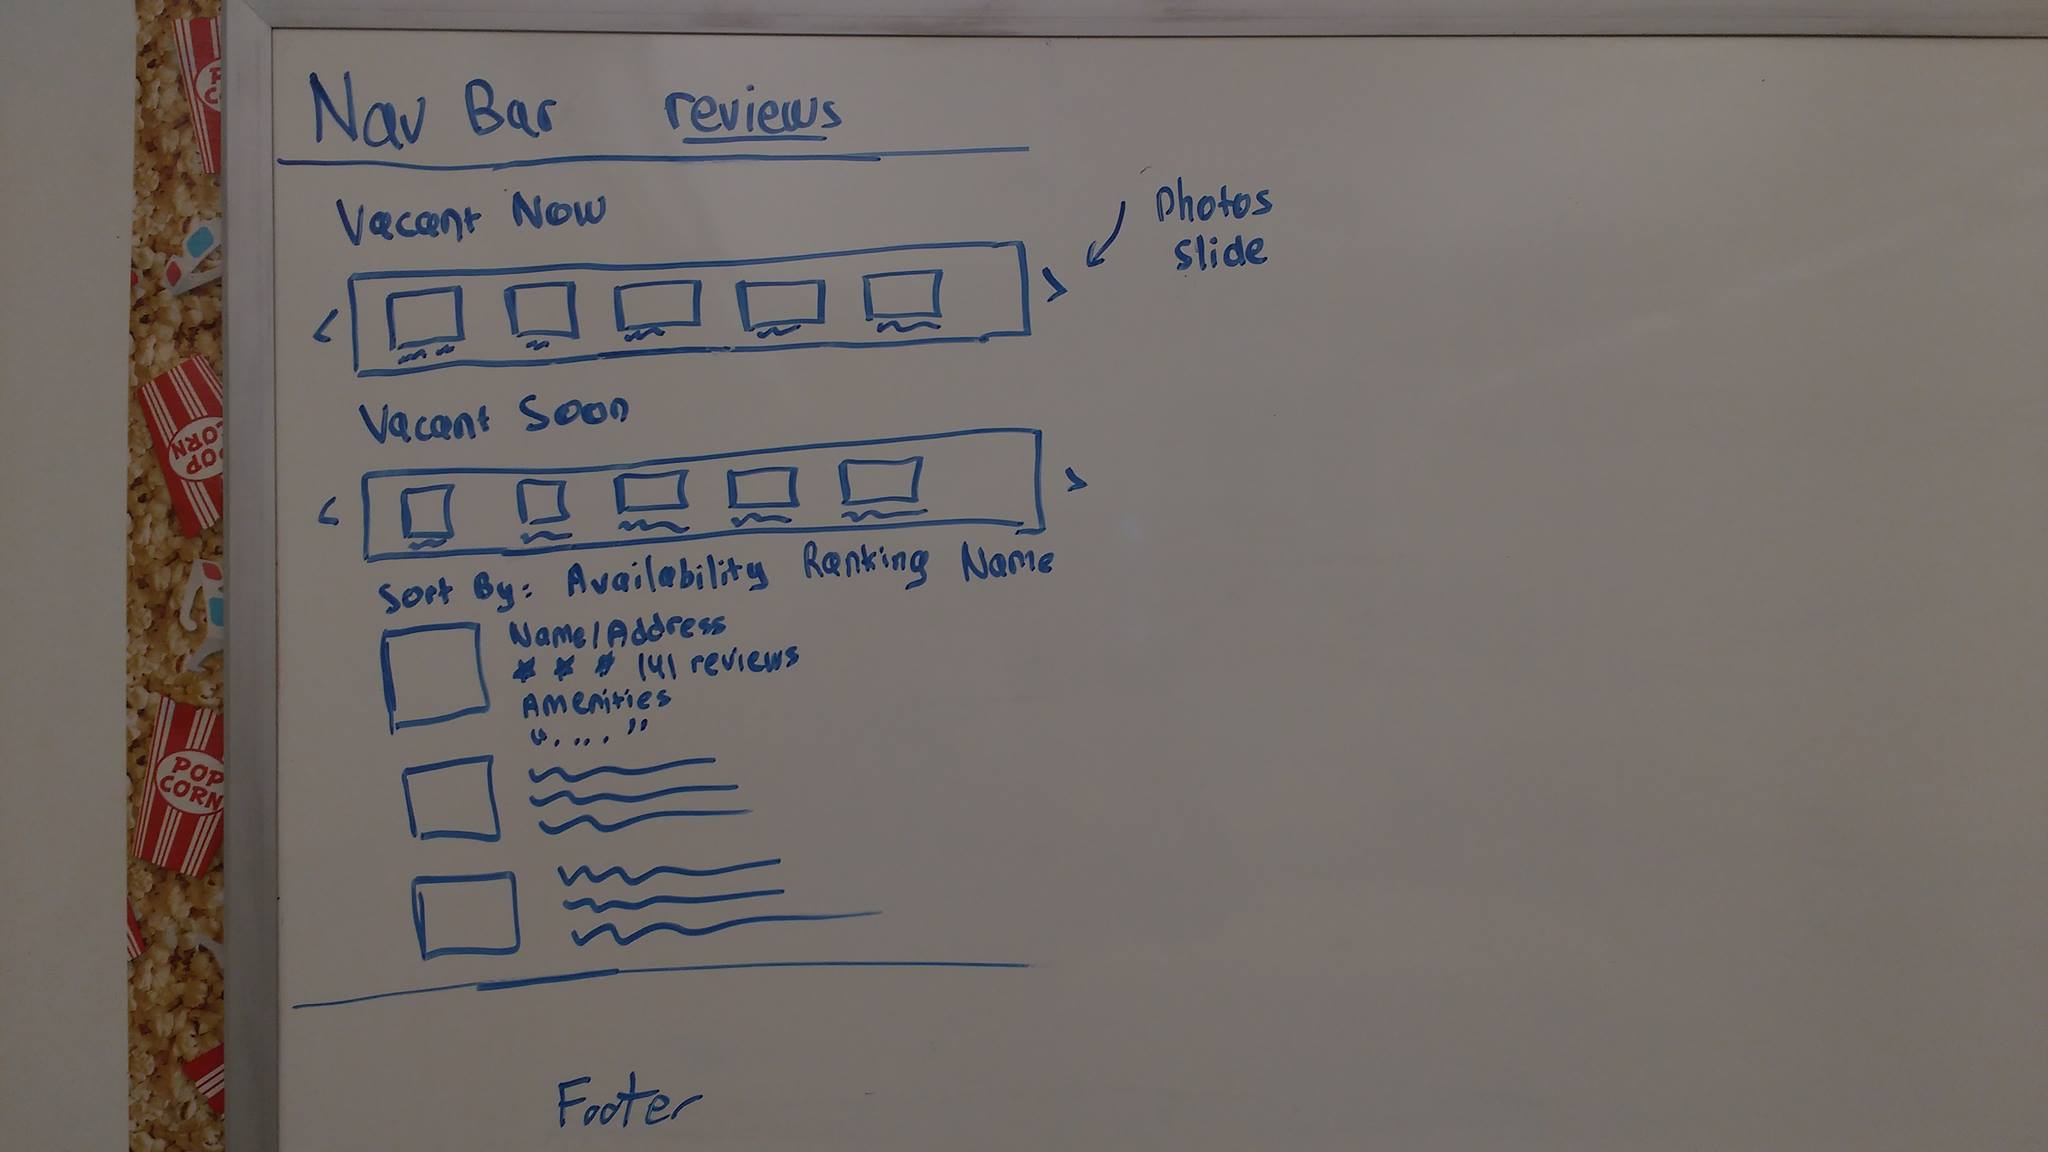 Nav Bar reviews
Vacant Now
Photos
slide
< >
Vacant Soon
< >
Sort By: Availability Ranking Name
Name/Address
★ ★ ★ 141 reviews
Amenities
"...."
Footer
POP
CORN
POP
CORN